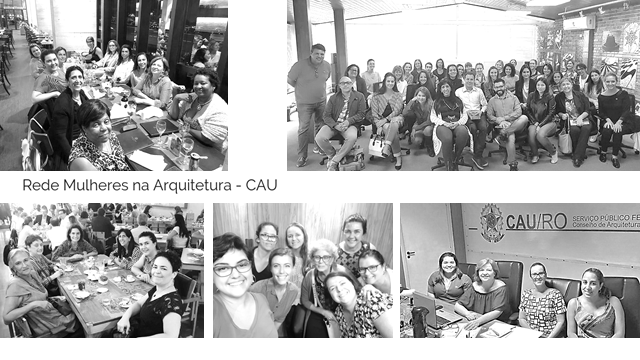 Rede Mulheres na Arquitetura - CAU
CAU/RO
SERVIÇO PÚBLICO FE
Conselho de Arquitetura